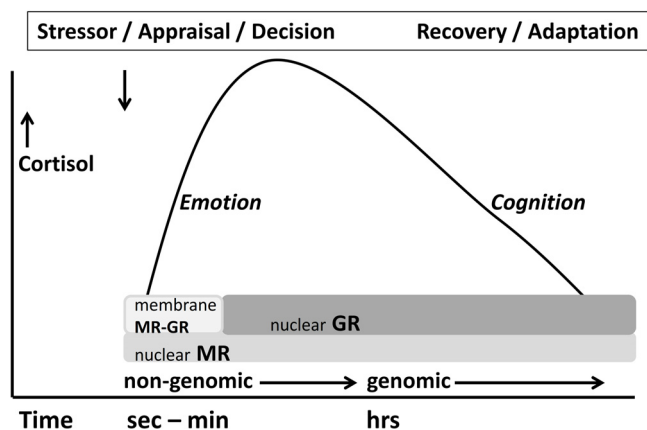 Stressor / Appraisal / Decision Recovery / Adaptation
Cortisol
Emotion Cognition
membrane
MR-GR
nuclear GR
nuclear MR
non-genomic genomic
Time sec – min hrs